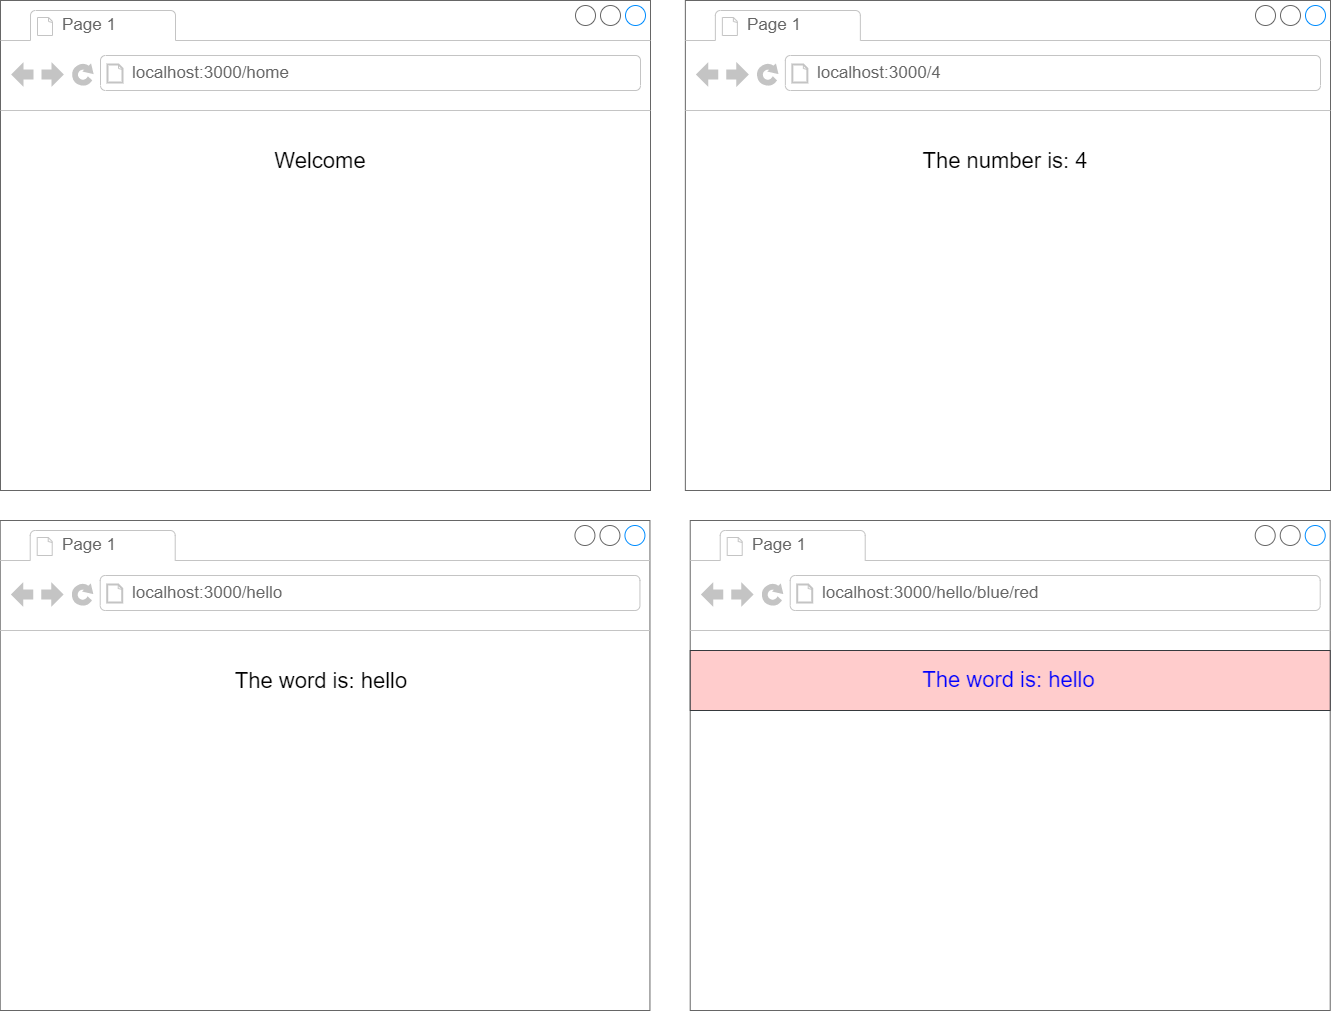 Page 1
localhost:3000/home
Welcome
Page 1
localhost:3000/4
The number is: 4
Page 1
localhost:3000/hello
The word is: hello
Page 1
localhost:3000/hello/blue/red
The word is: hello